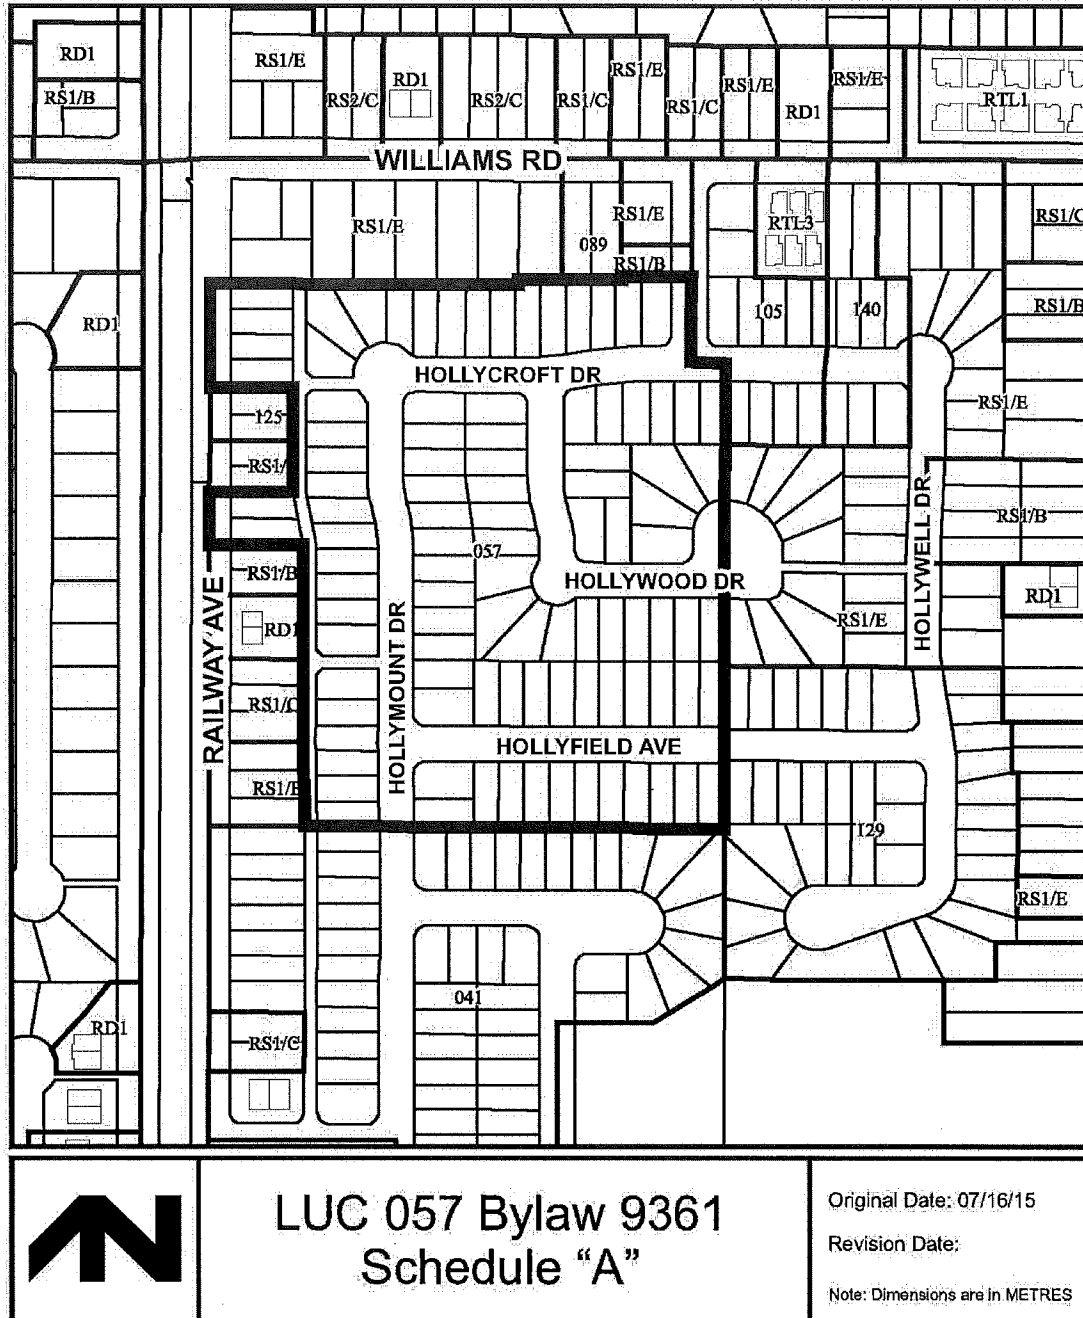 RD1
RS1/E
RS1/E
RS1/E
RS1/E
RD1
RS1/B
RS2/C
RS2/C
RS1/C
RS1/C
RD1
RTL1
WILLIAMS RD
RS1/E
RS1/E
RTL3
RS1/C
089
RS1/B
RD1
105
140
RS1/B
HOLLYCROFT DR
125
RS1/E
RS1/
HOLLYWELL DR
RS1/B
057
RS1/B
HOLLYWOOD DR
RD1
RD1
RS1/E
RAILWAY AVE
HOLLYMOUNT DR
RS1/C
HOLLYFIELD AVE
RS1/E
129
RS1/E
041
RD1
RS1/C
LUC 057 Bylaw 9361
Schedule “A”
Original Date: 07/16/15
Revision Date:
Note: Dimensions are in METRES